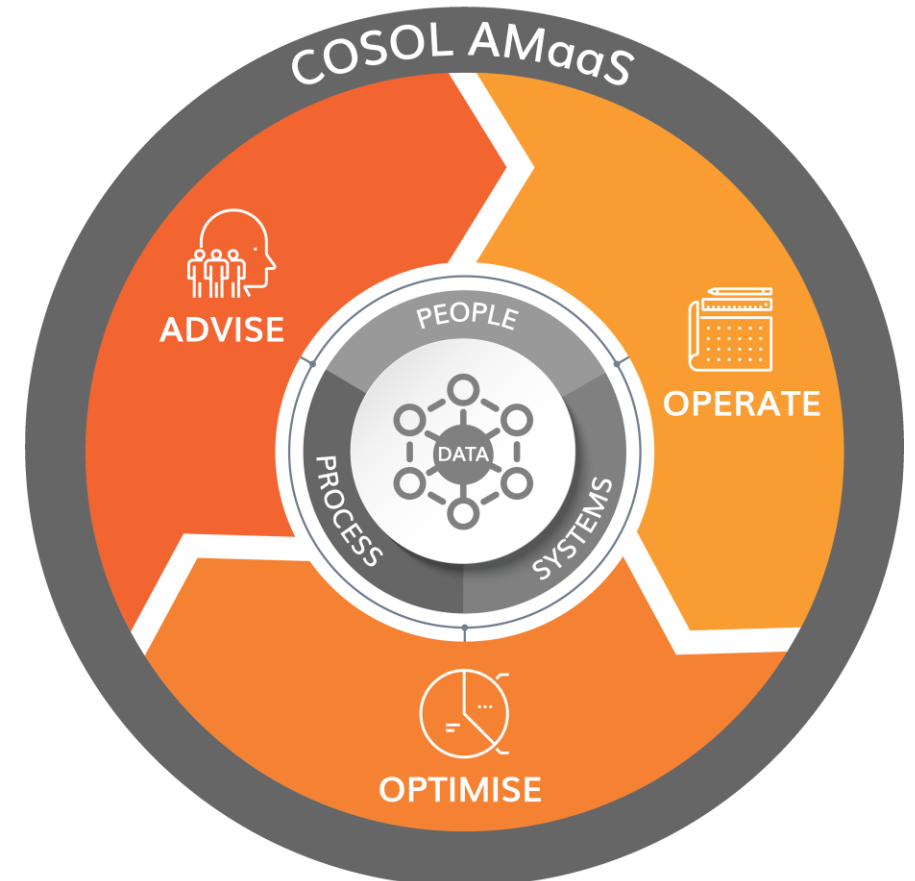 COSOL AMaaS
ADVISE
OPERATE
PEOPLE
DATA
PROCESS
SYSTEMS
OPTIMISE